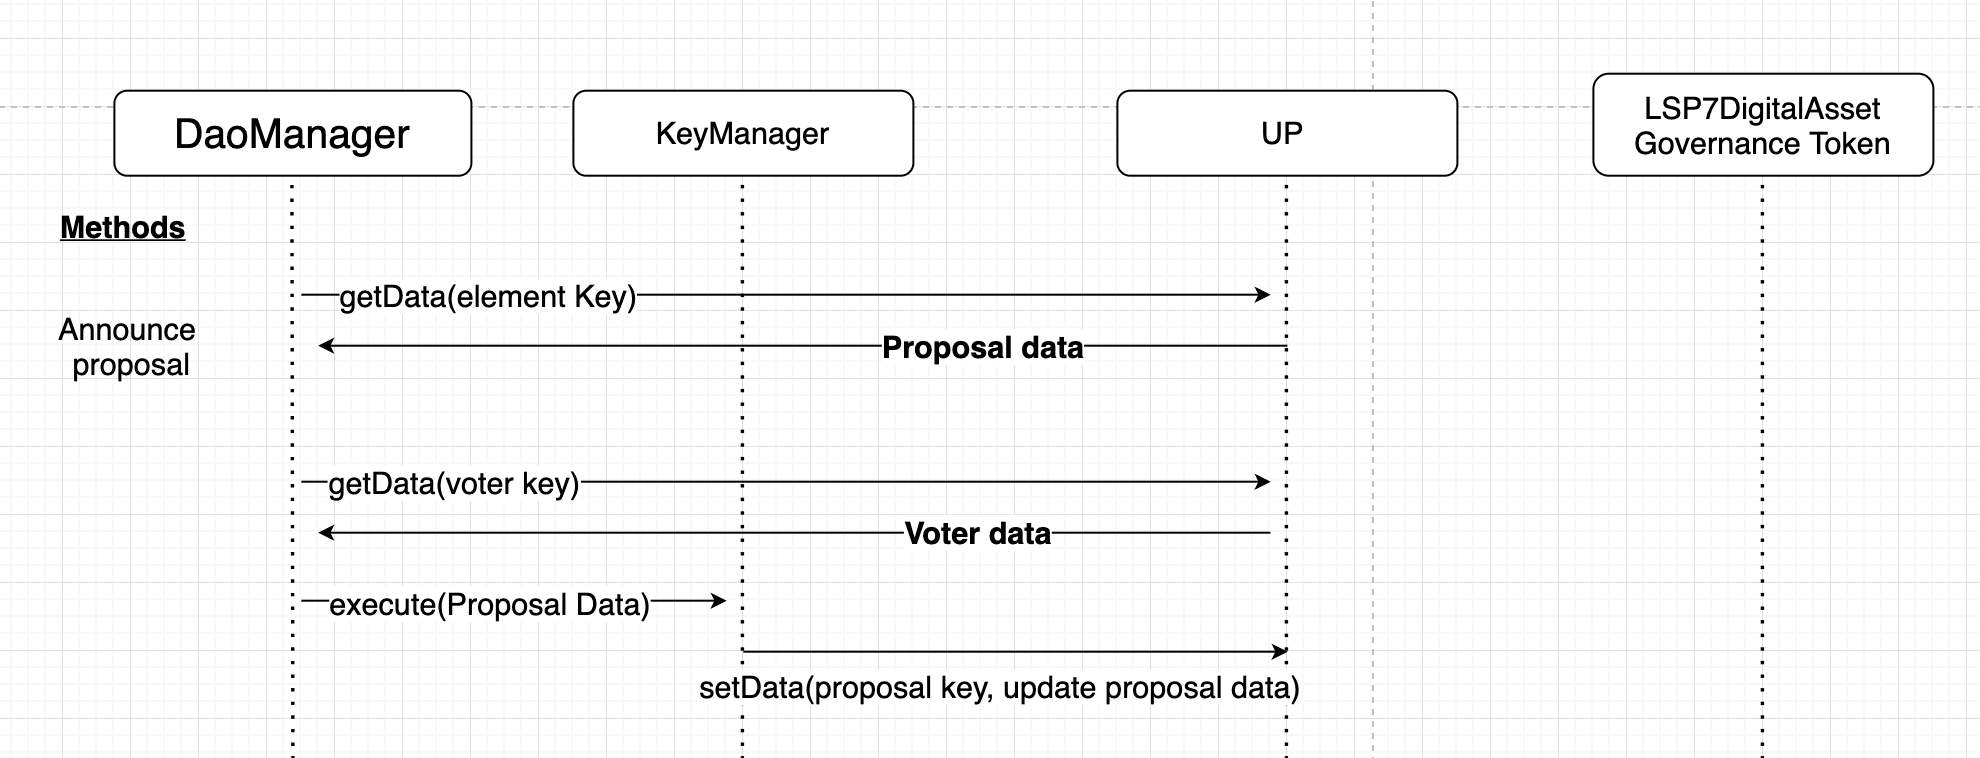 DaoManager
KeyManager
UP
LSP7DigitalAsset
Governance Token
Methods
getData(element Key)
Announce
proposal
Proposal data
getData(voter key)
Voter data
execute(Proposal Data)
setData(proposal key, update proposal data)